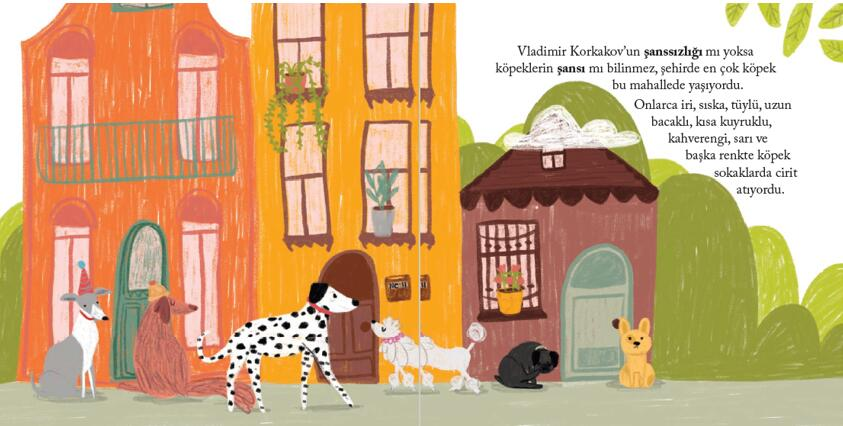 Vladimir Korkakov’un şanssızlığı mı yoksa
köpeklerin şansı mı bilinmez, şehirde en çok köpek
bu mahallede yaşıyordu.
Onlarca iri, sıska, tüylü, uzun
bacaklı, kısa kuyruklu,
kahverengi, sarı ve
başka renkte köpek
sokaklarda cirit
atıyordu.